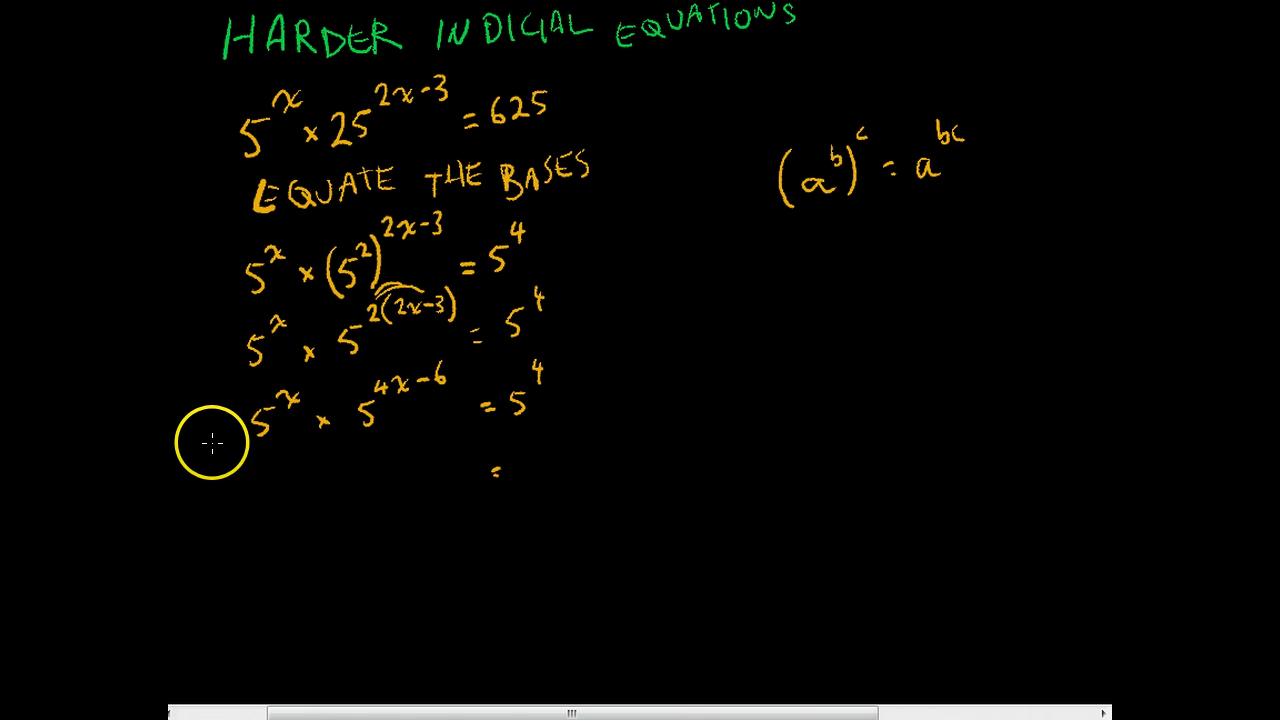 HARDER INDICIAL EQUATIONS
5^x × 25^(2x-3) = 625
EQUATE THE BASES
(a^b)^c = a^bc
5^x × (5^2)^(2x-3) = 5^4
5^x × 5^2(2x-3) = 5^4
5^x × 5^(4x-6) = 5^4
=